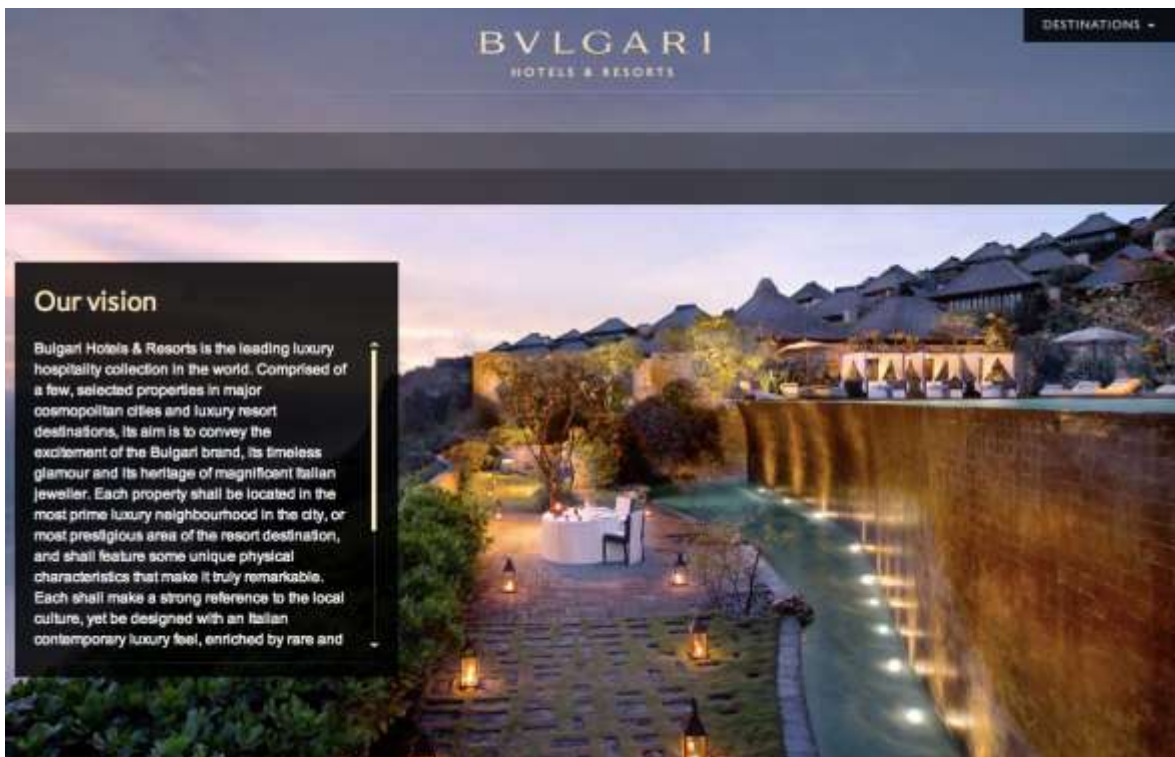 BVLGARI
HOTELS & RESORTS
DESTINATIONS
Our vision
Bulgari Hotels & Resorts is the leading luxury
hospitality collection in the world. Comprised of
a few, selected properties in major
cosmopolitan cities and luxury resort
destinations, its aim is to convey the
excitement of the Bulgari brand, its timeless
glamour and its heritage of magnificent Italian
jeweller. Each property shall be located in the
most prime luxury neighbourhood in the city, or
most prestigious area of the resort destination,
and shall feature some unique physical
characteristics that make it truly remarkable.
Each shall make a strong reference to the local
culture, yet be designed with an Italian
contemporary luxury feel, enriched by rare and